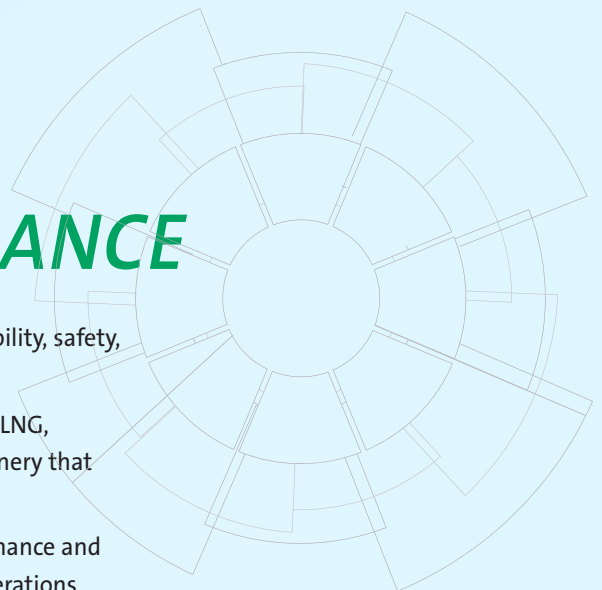 ANCE
bility, safety,
LNG,
nery that
nance and
erations